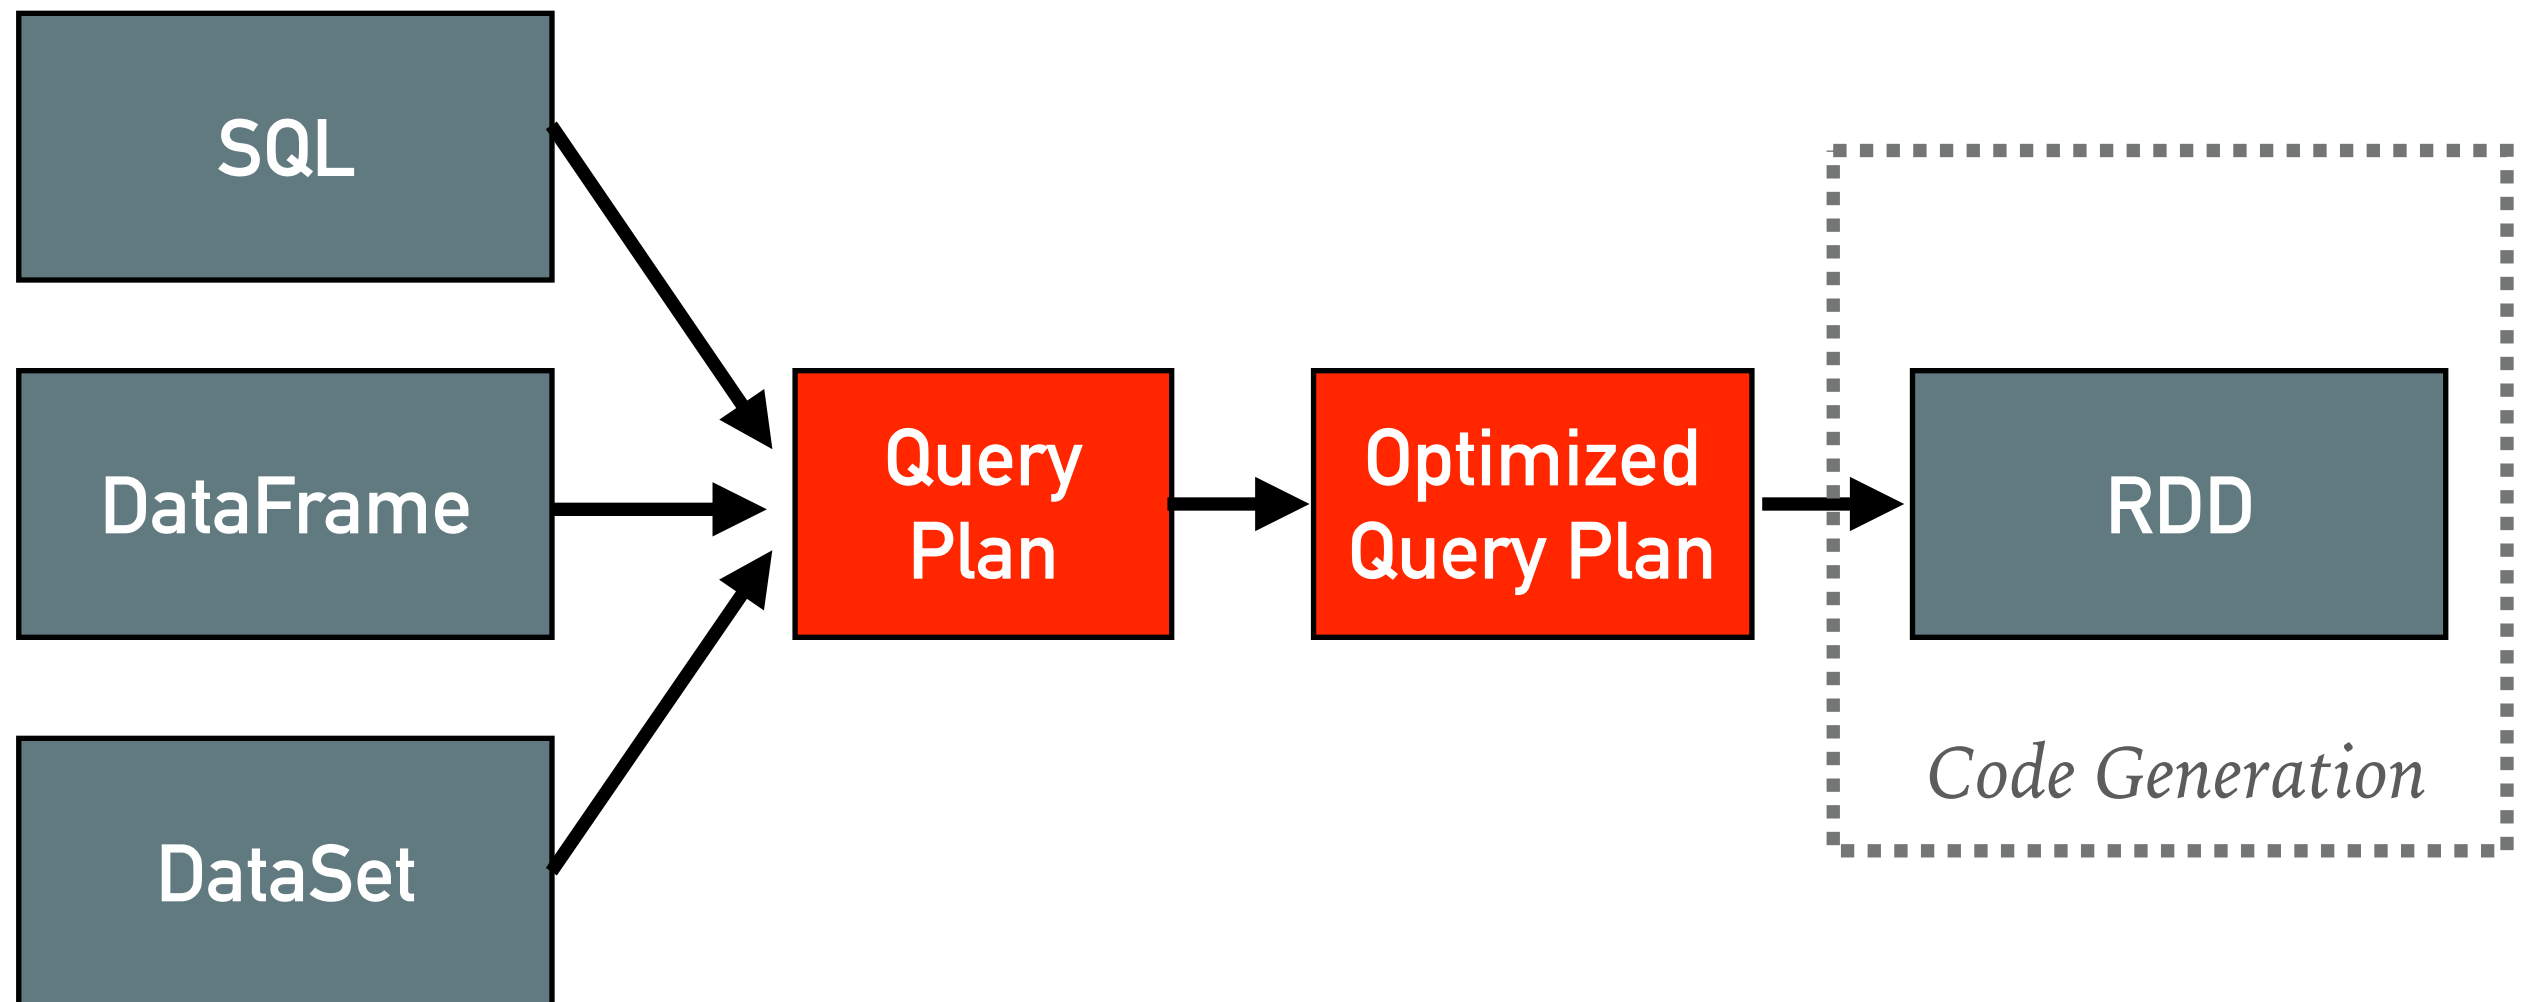 SQL
DataFrame
DataSet
Query
Plan
Optimized
Query Plan
RDD
Code Generation